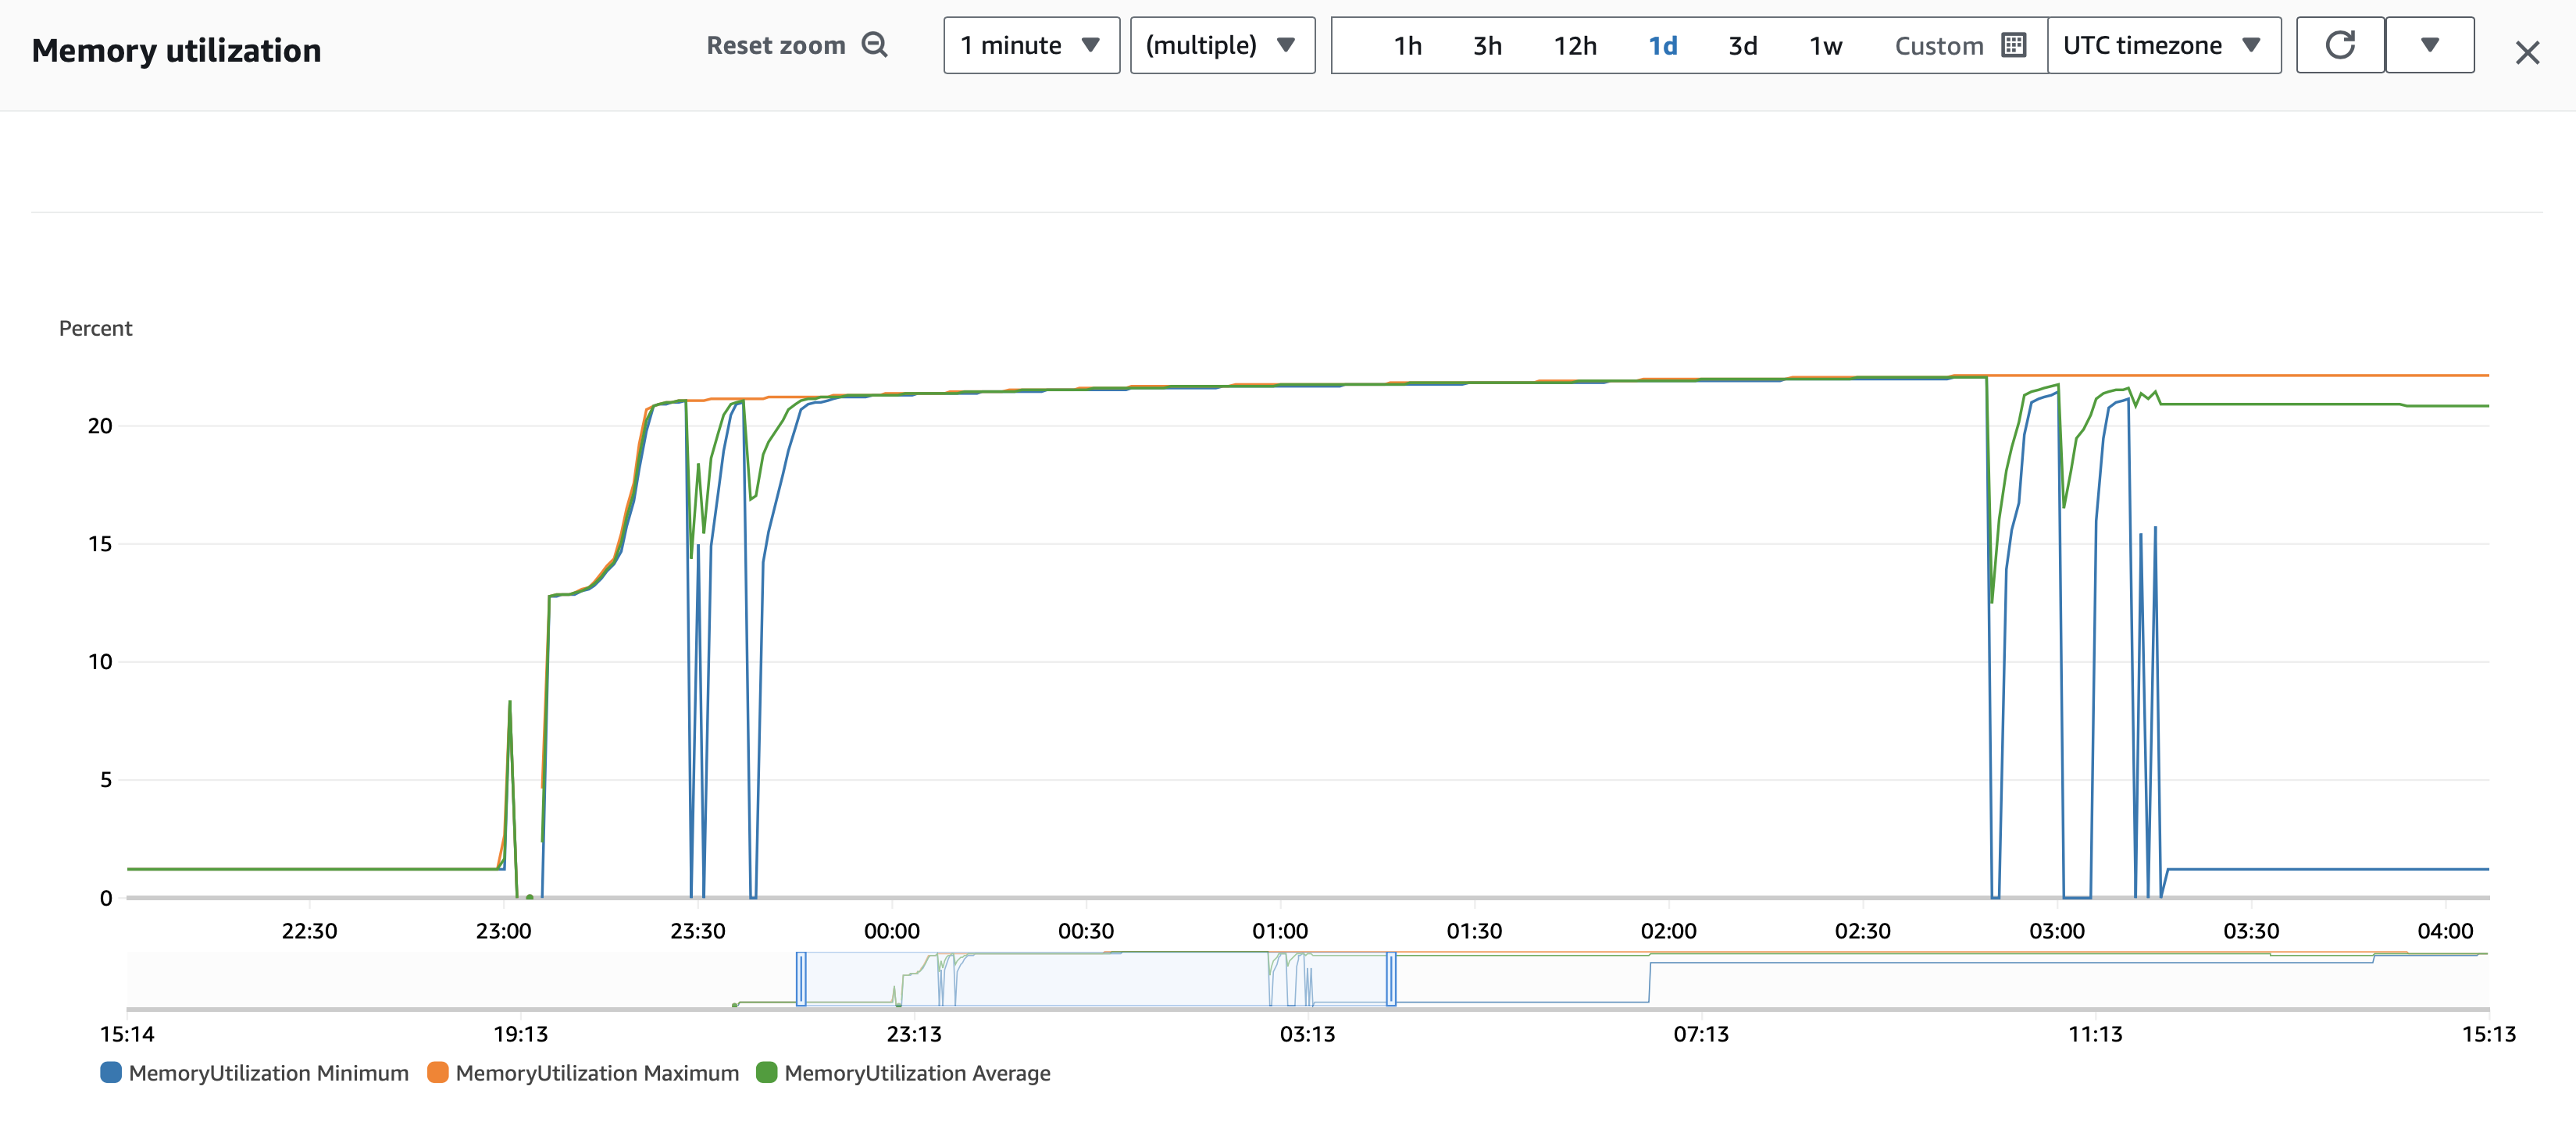 Memory utilization Reset zoom 1 minute (multiple) 1h 3h 12h 1d 3d 1w Custom UTC timezone
Percent
20
15
10
5
0
22:30 23:00 23:30 00:00 00:30 01:00 01:30 02:00 02:30 03:00 03:30 04:00
15:14 19:13 23:13 03:13 07:13 11:13 15:13
MemoryUtilization Minimum MemoryUtilization Maximum MemoryUtilization Average